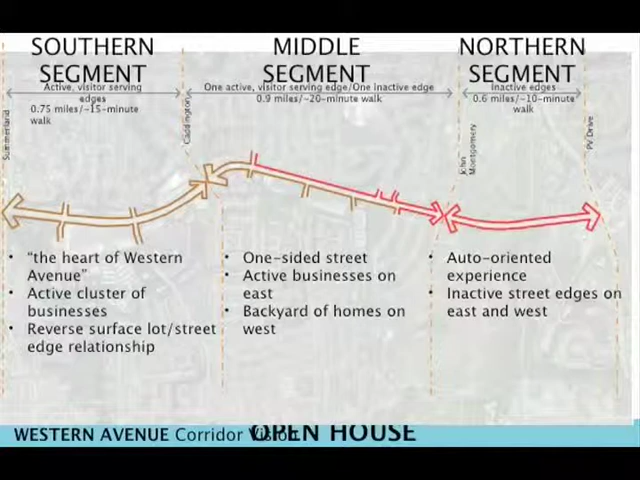 SOUTHERN
SEGMENT
Active, visitor serving
edges
0.75 miles/~15-minute
walk
MIDDLE
SEGMENT
One active, visitor serving edge/One inactive edge
0.9 miles/~20-minute walk
NORTHERN
SEGMENT
Inactive edges
0.6 miles/~10-minute
walk
Summerland
Caddington
John
Montgomery
PV Drive
• "the heart of Western
Avenue"
• Active cluster of
businesses
• Reverse surface lot/street
edge relationship
• One-sided street
• Active businesses on
east
• Backyard of homes on
west
• Auto-oriented
experience
• Inactive street edges on
east and west
WESTERN AVENUE Corridor Vision
OPEN HOUSE